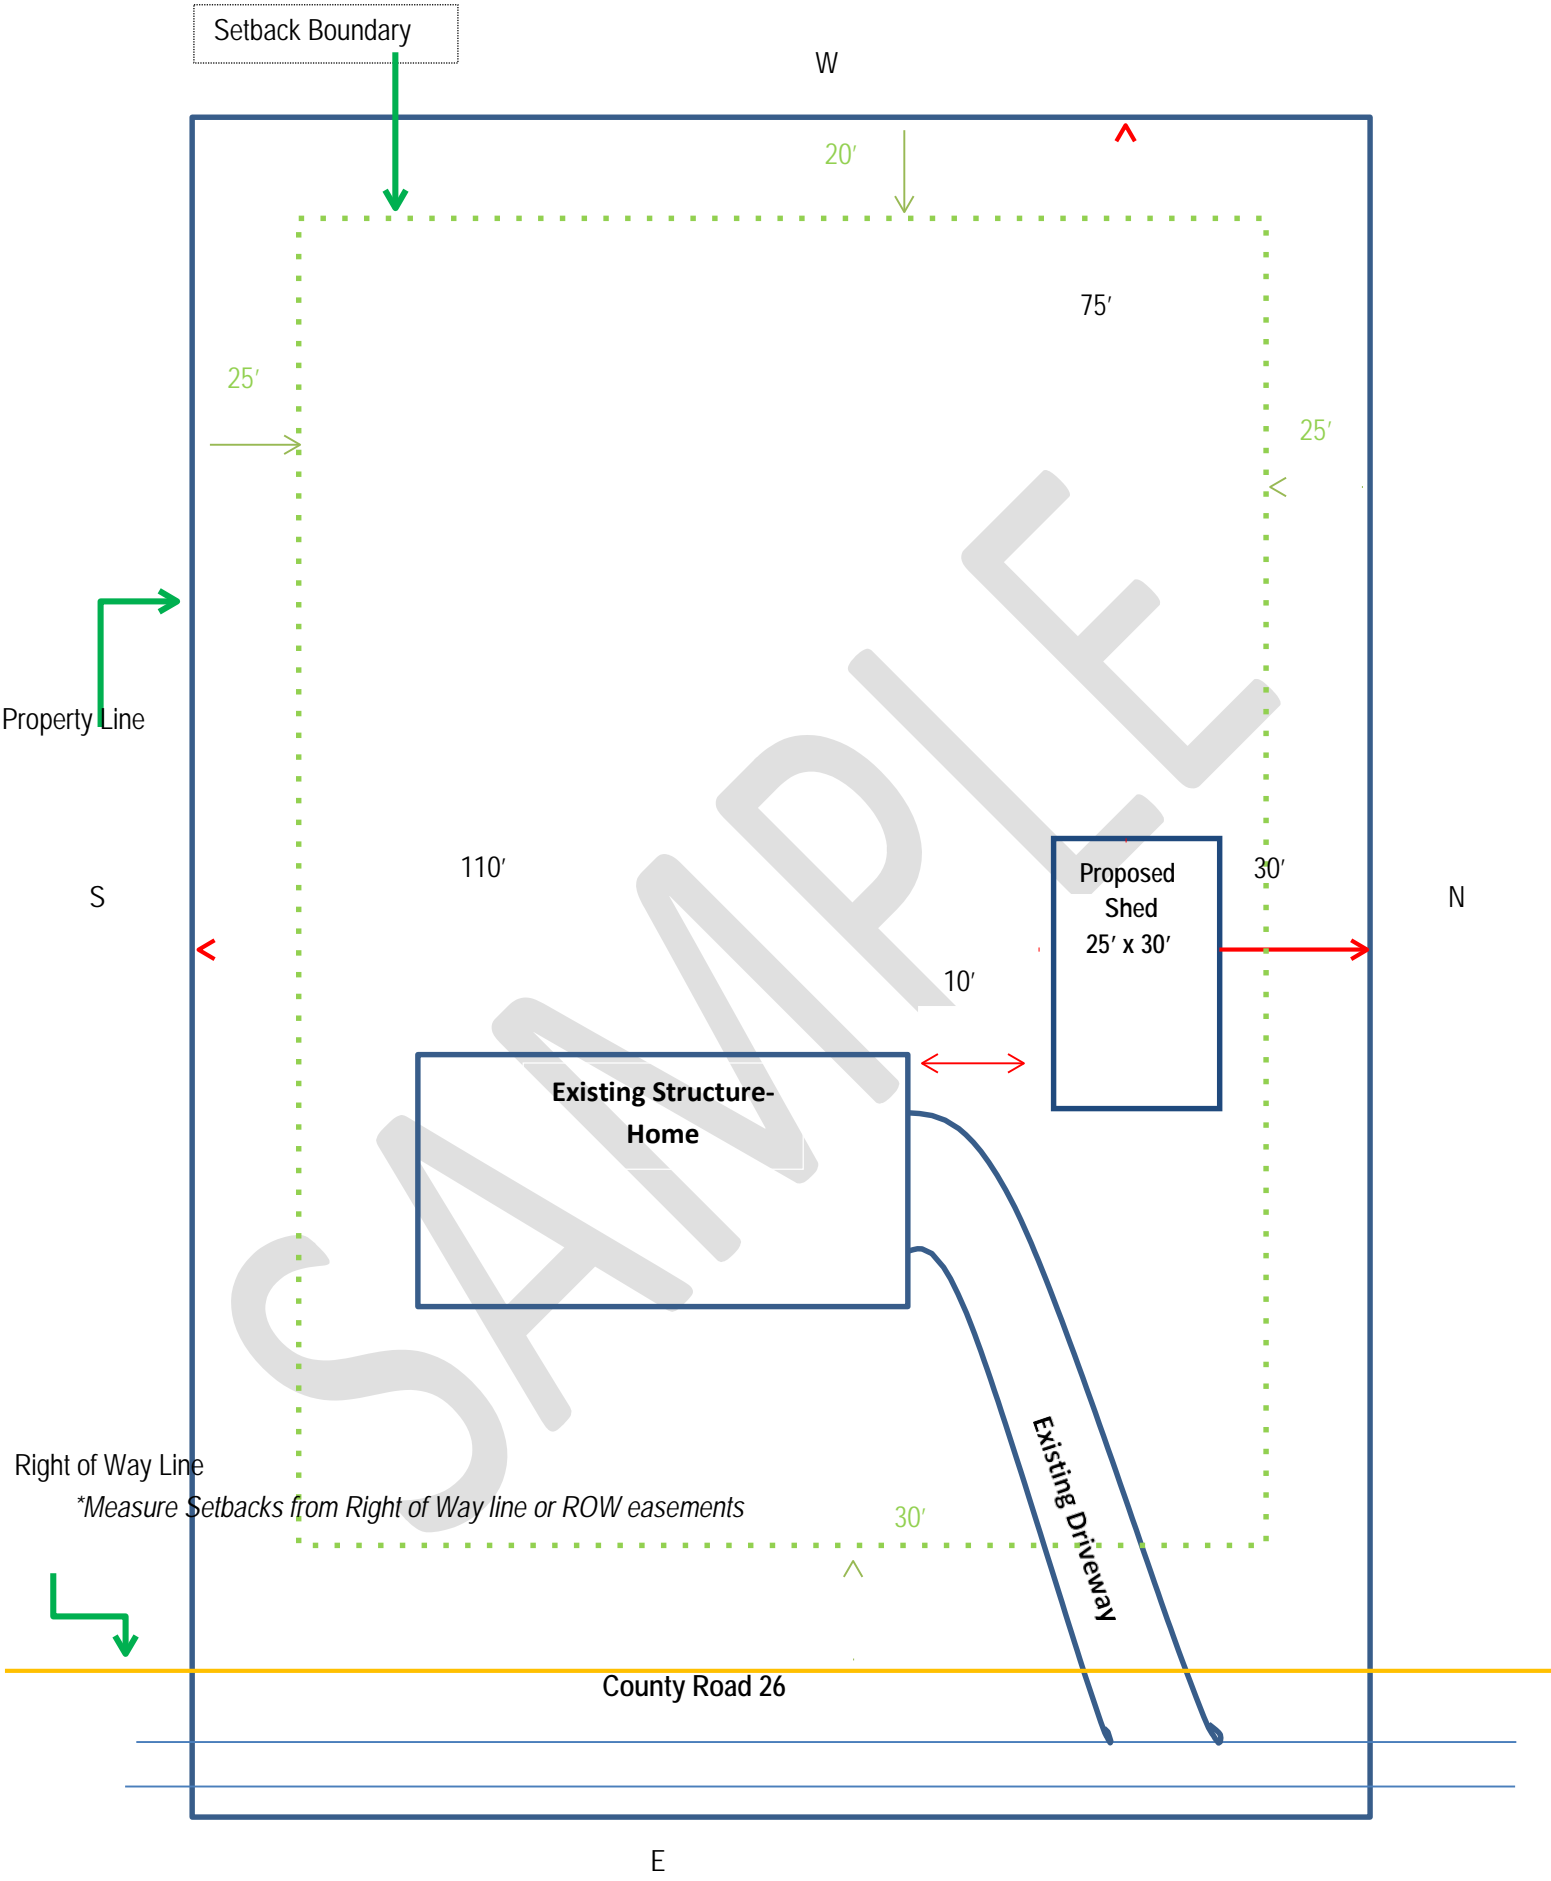 Setback Boundary
W
20′
75′
25′
25′
Property Line
110′
Proposed
Shed
25′ x 30′
30′
S
N
10′
Existing Structure-
Home
SAMPLE
Existing Driveway
Right of Way Line
*Measure Setbacks from Right of Way line or ROW easements
30′
County Road 26
E